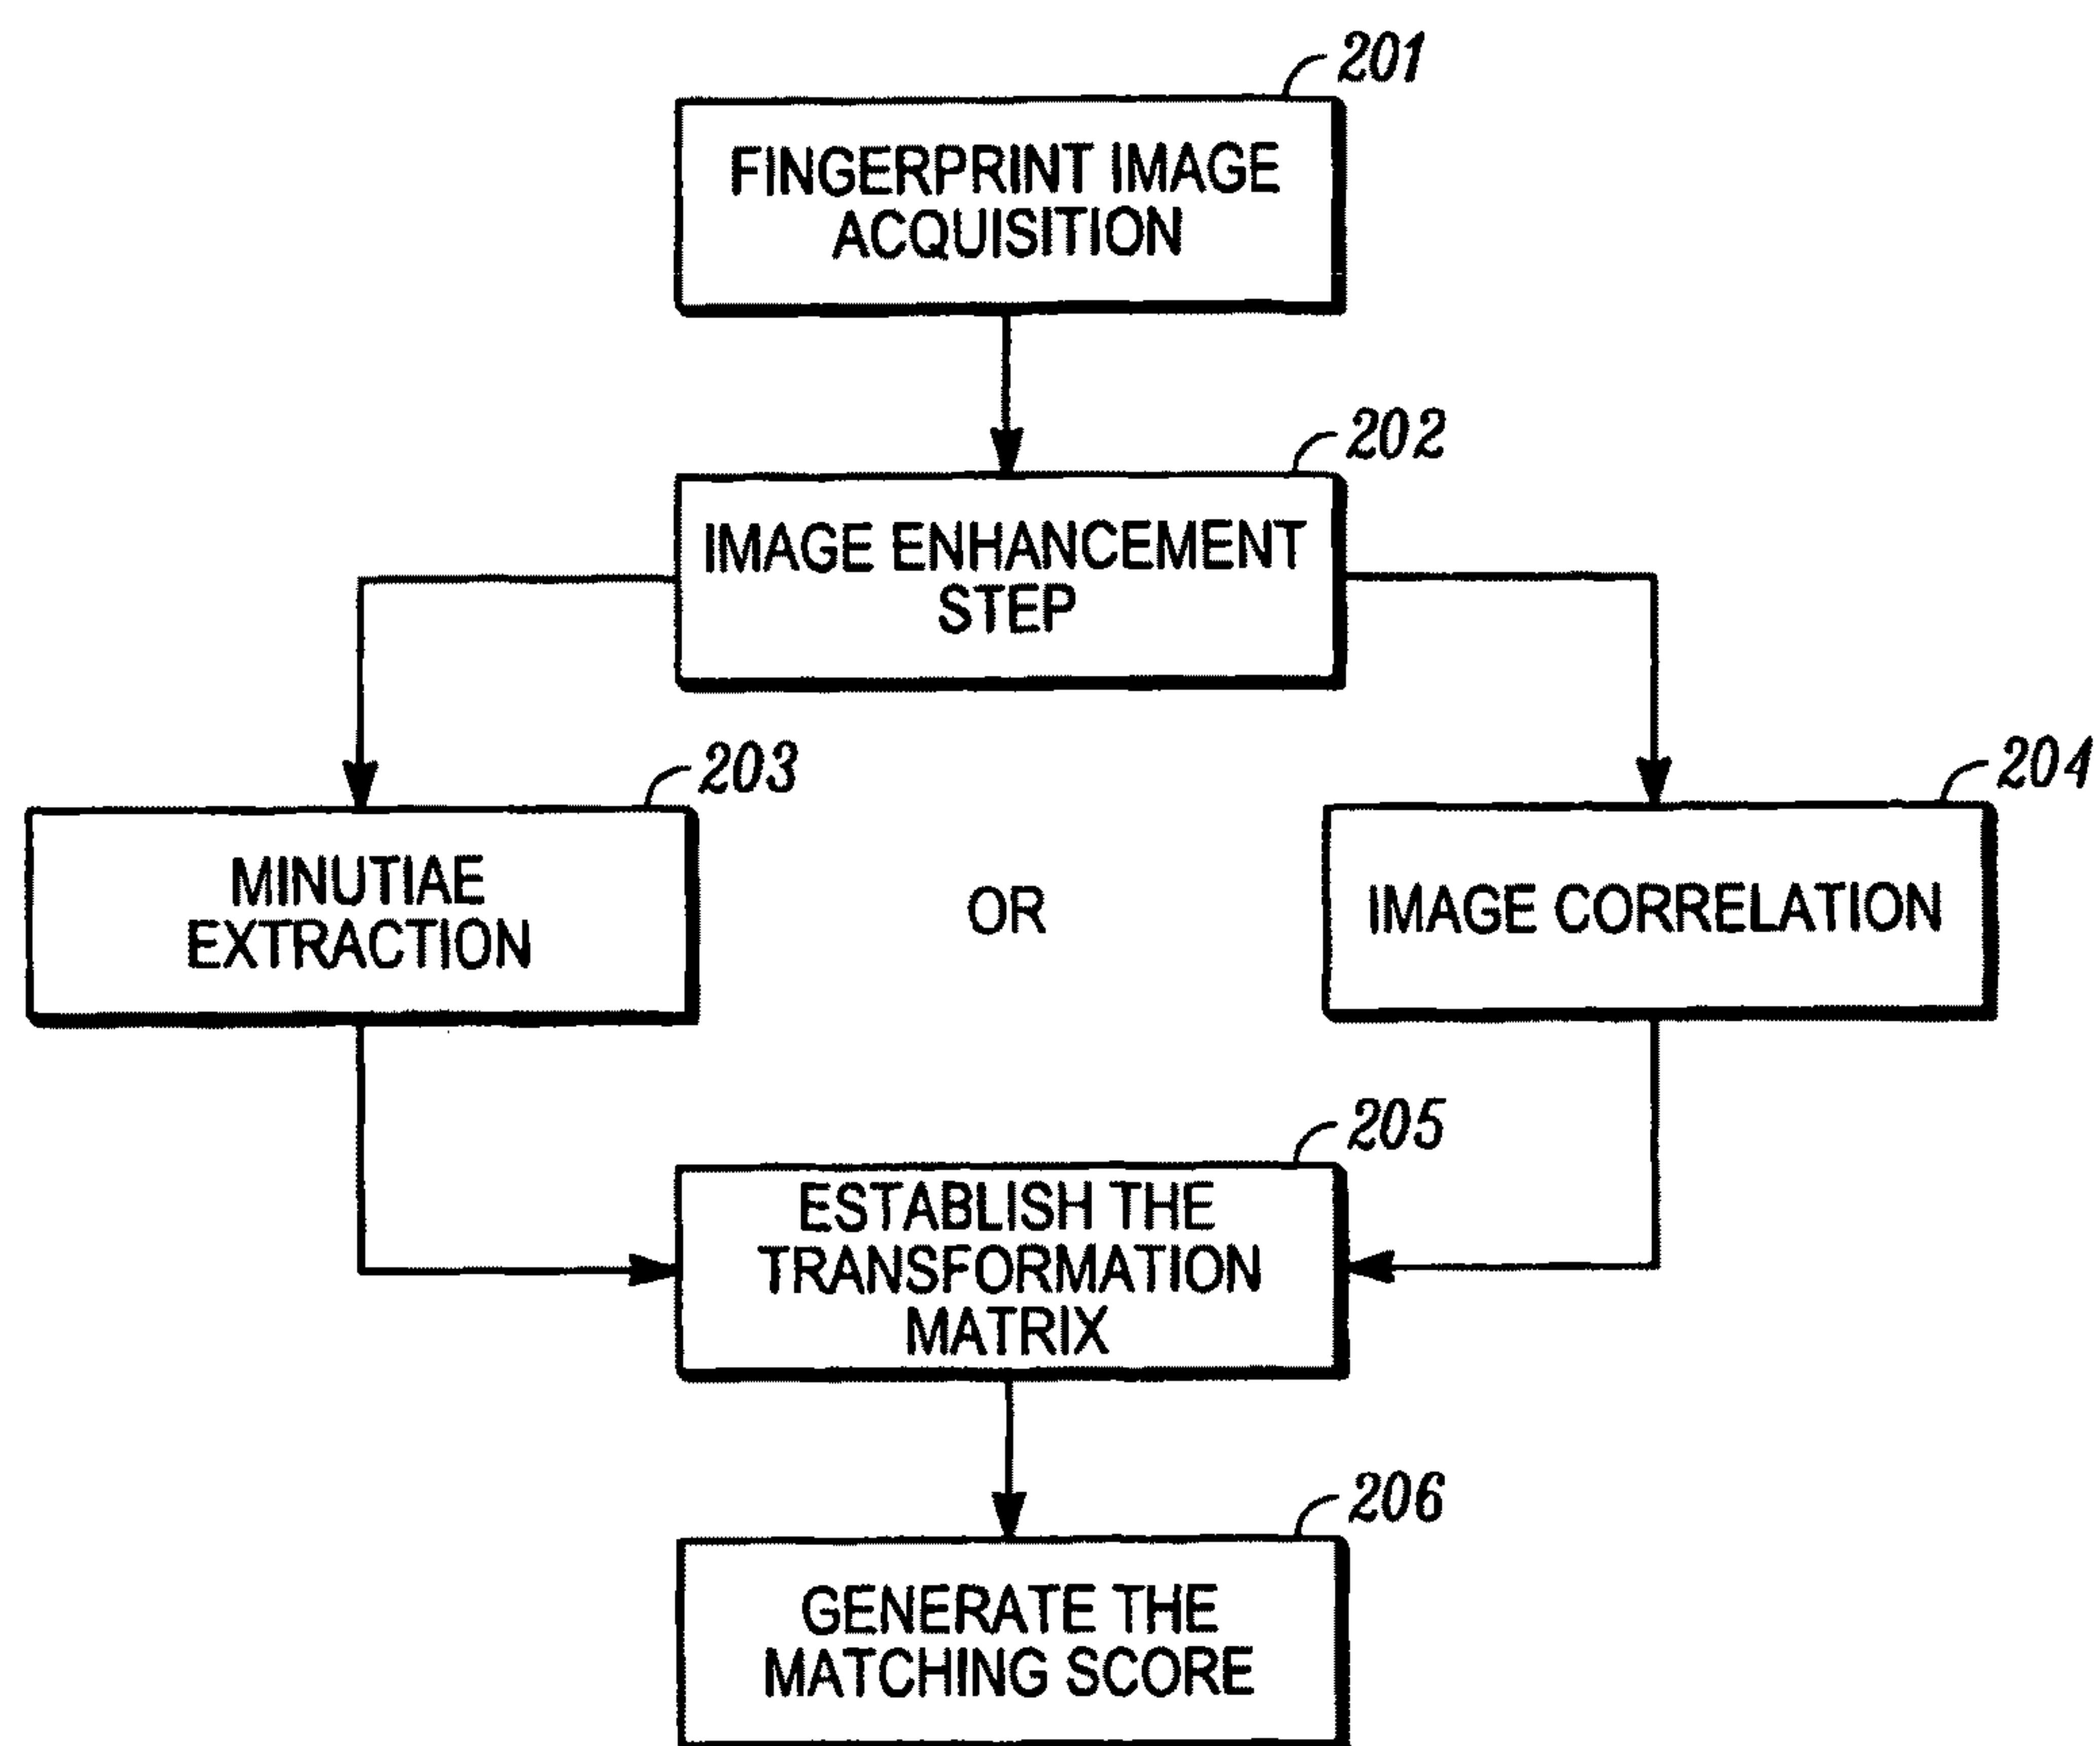 201
FINGERPRINT IMAGE
ACQUISITION
202
IMAGE ENHANCEMENT
STEP
203
MINUTIAE
EXTRACTION
OR
204
IMAGE CORRELATION
205
ESTABLISH THE
TRANSFORMATION
MATRIX
206
GENERATE THE
MATCHING SCORE